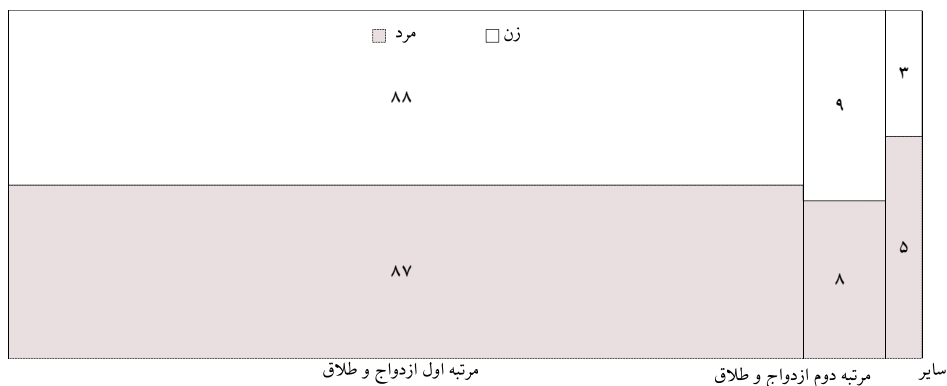 زن
مرد
۳
۹
۸۸
۵
۸
۸۷
سایر
مرتبه دوم ازدواج و طلاق
مرتبه اول ازدواج و طلاق